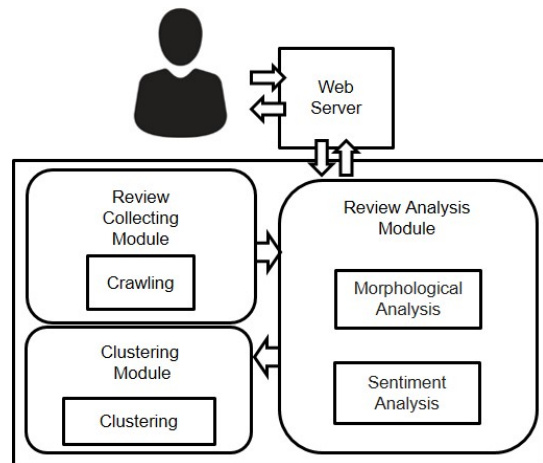 Web
Server
Review
Collecting
Module
Crawling
Review Analysis
Module
Morphological
Analysis
Sentiment
Analysis
Clustering
Module
Clustering